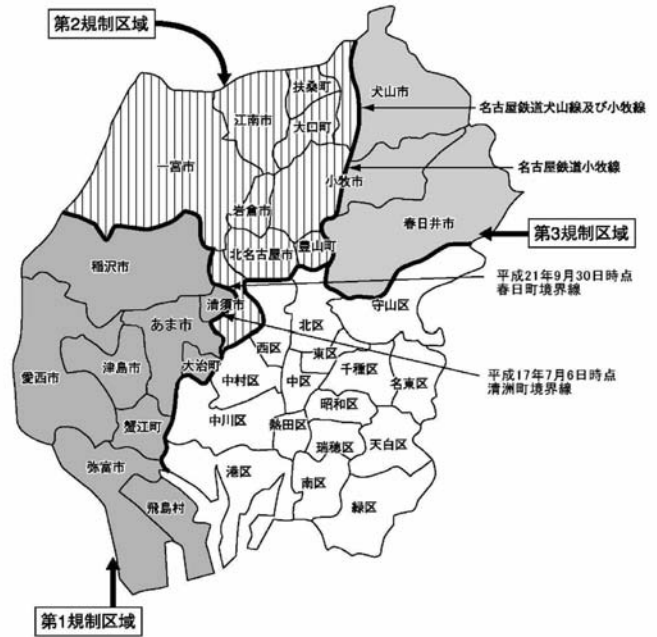 第2規制区域
扶桑町
犬山市
名古屋鉄道犬山線及び小牧線
江南市
大口町
一宮市
名古屋鉄道小牧線
小牧市
岩倉市
春日井市
第3規制区域
北名古屋市
豊山町
稲沢市
平成21年9月30日時点
春日町境界線
清須市
守山区
北区
あま市
西区
東区
千種区
津島市
大治町
中村区
中区
名東区
平成17年7月6日時点
清洲町境界線
愛西市
昭和区
蟹江町
中川区
熱田区
瑞穂区
天白区
弥富市
港区
南区
緑区
飛島村
第1規制区域